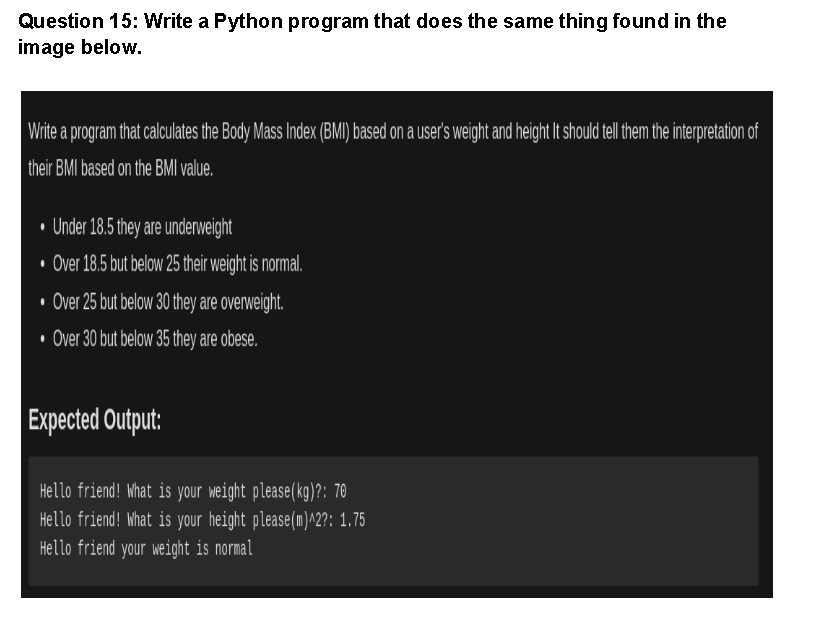 Question 15: Write a Python program that does the same thing found in the
image below.
Write a program that calculates the Body Mass Index (BMI) based on a user's weight and height It should tell them the interpretation of
their BMI based on the BMI value.
• Under 18.5 they are underweight
• Over 18.5 but below 25 their weight is normal.
• Over 25 but below 30 they are overweight.
• Over 30 but below 35 they are obese.
Expected Output:
Hello friend! What is your weight please(kg)?: 70
Hello friend! What is your height please(m)^2?: 1.75
Hello friend your weight is normal